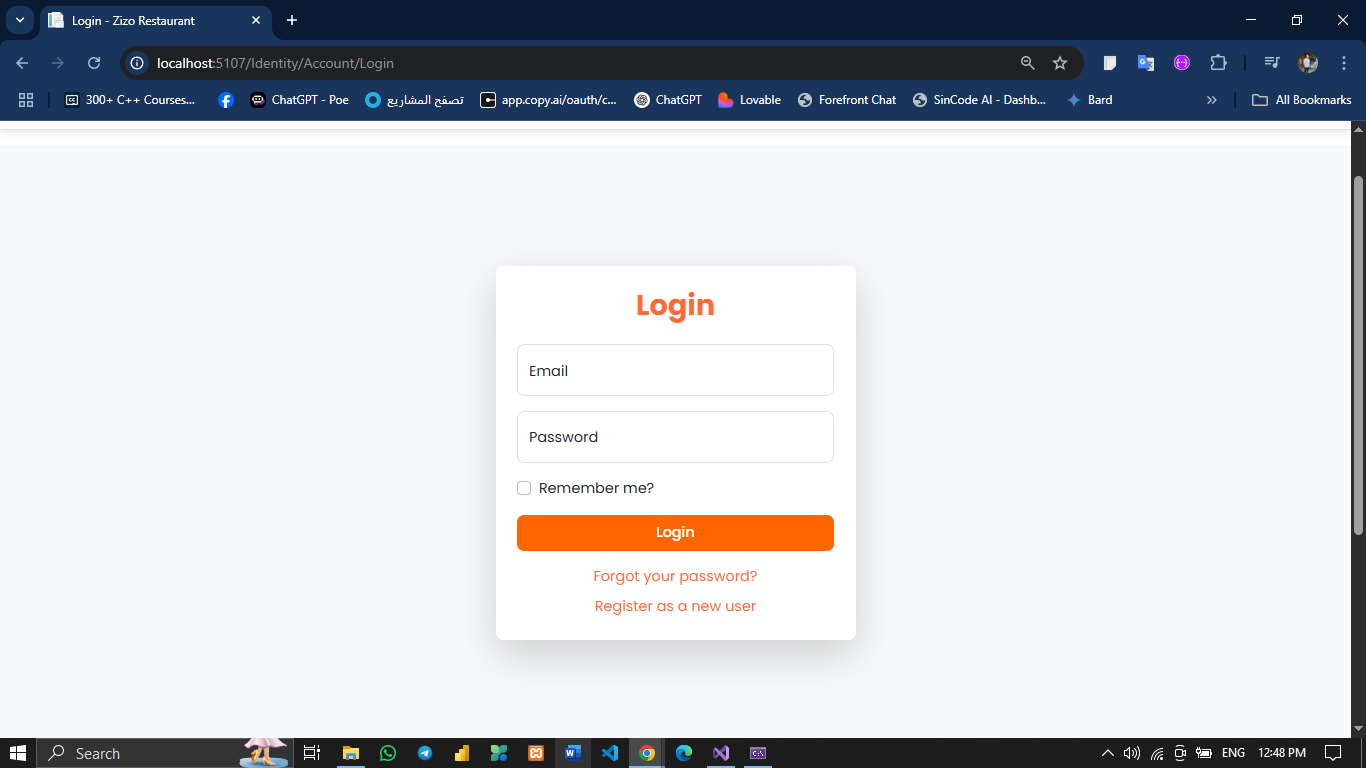 Login - Zizo Restaurant
localhost:5107/Identity/Account/Login
300+ C++ Courses...
ChatGPT - Poe
تصفح المشاريع
app.copy.ai/oauth/c...
ChatGPT
Lovable
Forefront Chat
SinCode AI - Dashb...
Bard
All Bookmarks
Login
Email
Password
Remember me?
Login
Forgot your password?
Register as a new user
Search
ENG
12:48 PM